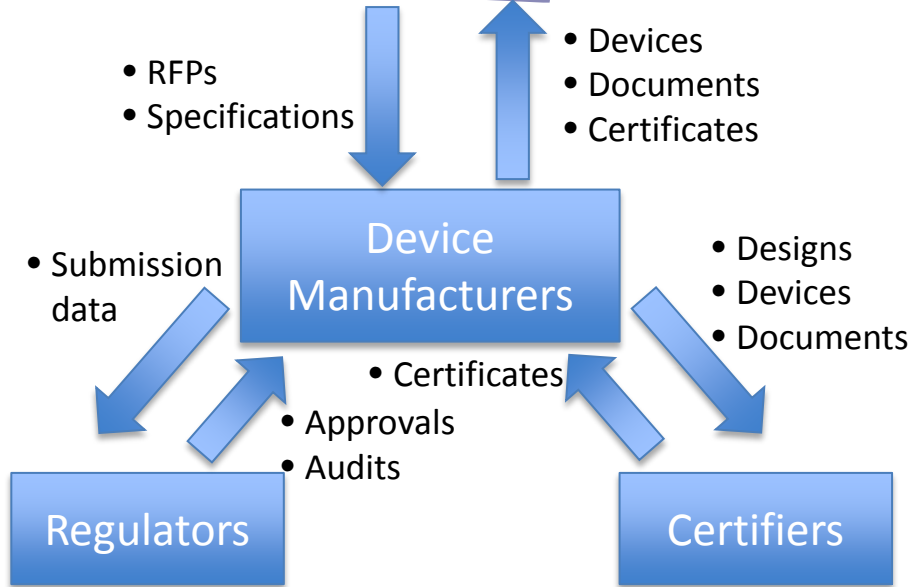 • RFPs
• Specifications
• Devices
• Documents
• Certificates
Device
Manufacturers
• Submission
data
• Designs
• Devices
• Documents
• Certificates
• Approvals
• Audits
Regulators
Certifiers